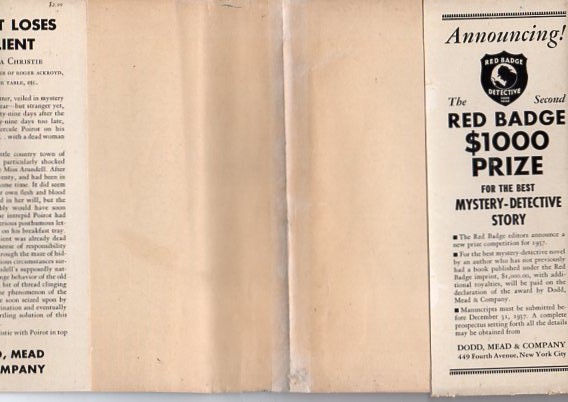 $2.00
T LOSES
LIENT
A CHRISTIE
ER OF ROGER ACKROYD,
E TABLE, etc.
tter, veiled in mystery
ear—but stranger yet,
ty-nine days after the
y-nine days too late,
rcule Poirot on his
. . with a dead woman
ttle country town of
particularly shocked
Miss Arundell. After
enty, and had been in
ome time. It did seem
r own flesh and blood
d in her will, but the
bly would have soon
e intrepid Poirot had
erious posthumous let-
on his breakfast tray.
ient was already dead
ense of responsibility
rough the maze of hid-
ious circumstances sur-
ndell's supposedly nat-
nge behavior of the old
bit of thread clinging
e phenomenon of the
e soon seized upon by
ination and eventually
rtling solution of this
istie with Poirot in top
D, MEAD
MPANY
Announcing!
RED BADGE
DETECTIVE
The Second
RED BADGE
$1000
PRIZE
FOR THE BEST
MYSTERY-DETECTIVE
STORY
■ The Red Badge editors announce a
new prize competition for 1937.
■ For the best mystery-detective novel
by an author who has not previously
had a book published under the Red
Badge imprint, $1,000.00, with addi-
tional royalties, will be paid on the
declaration of the award by Dodd,
Mead & Company.
■ Manuscripts must be submitted be-
fore December 31, 1937. A complete
prospectus setting forth all the details
may be obtained from
DODD, MEAD & COMPANY
449 Fourth Avenue, New York City